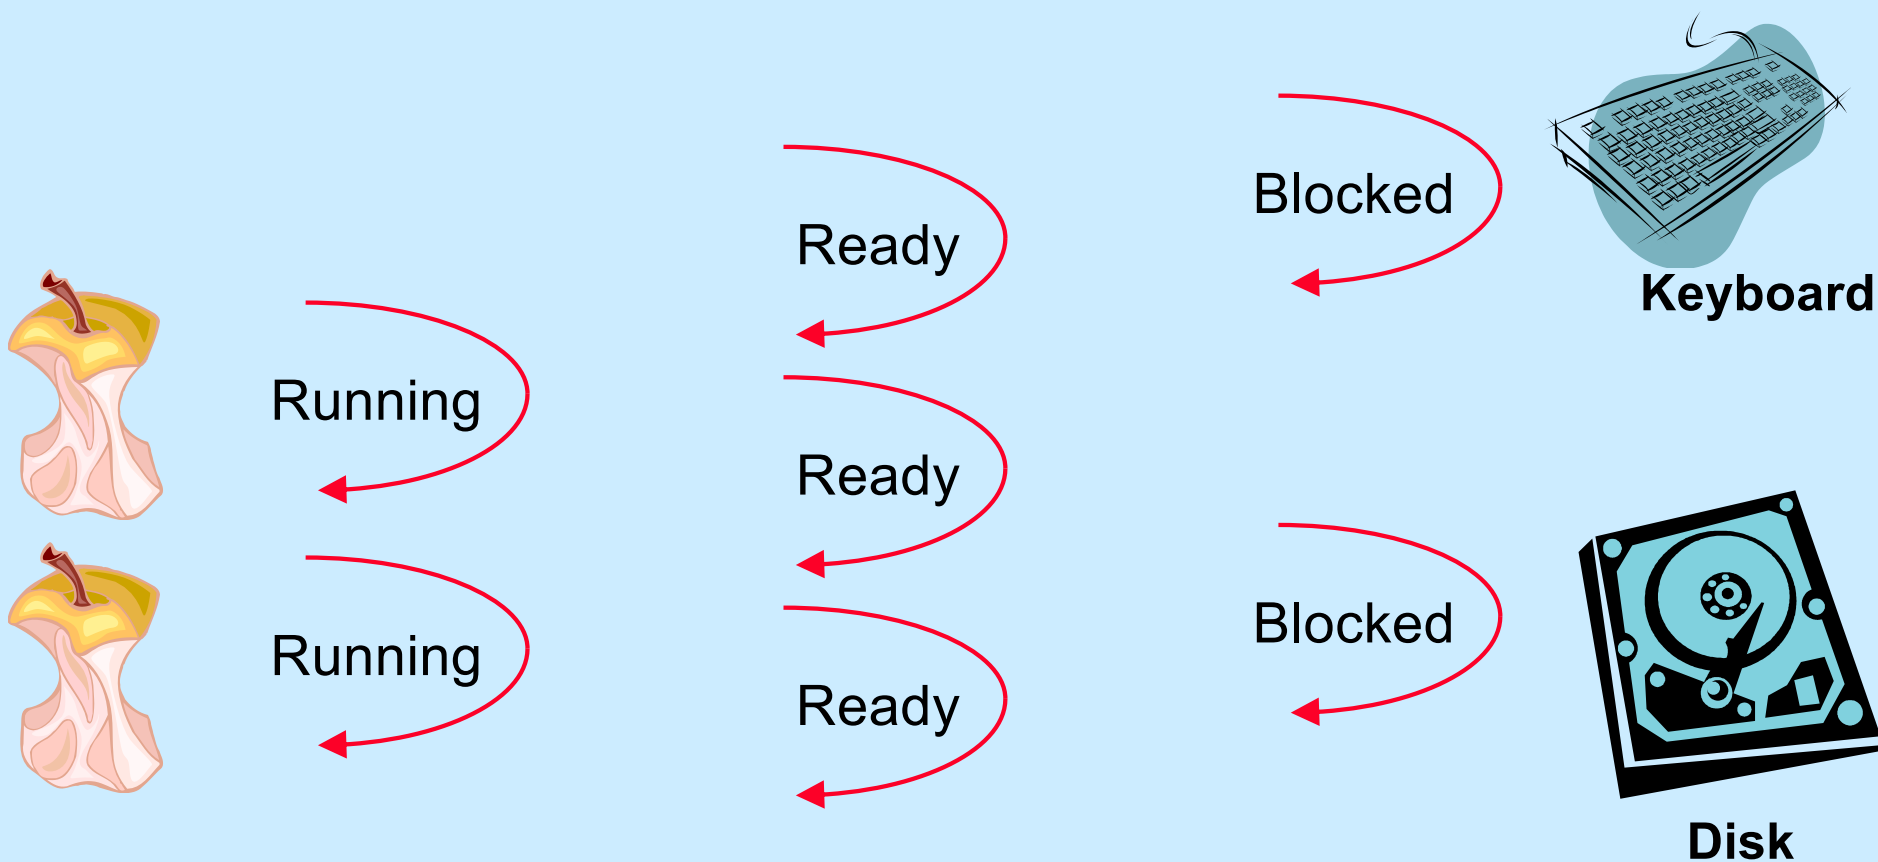 Running
Running
Ready
Ready
Ready
Blocked
Keyboard
Blocked
Disk